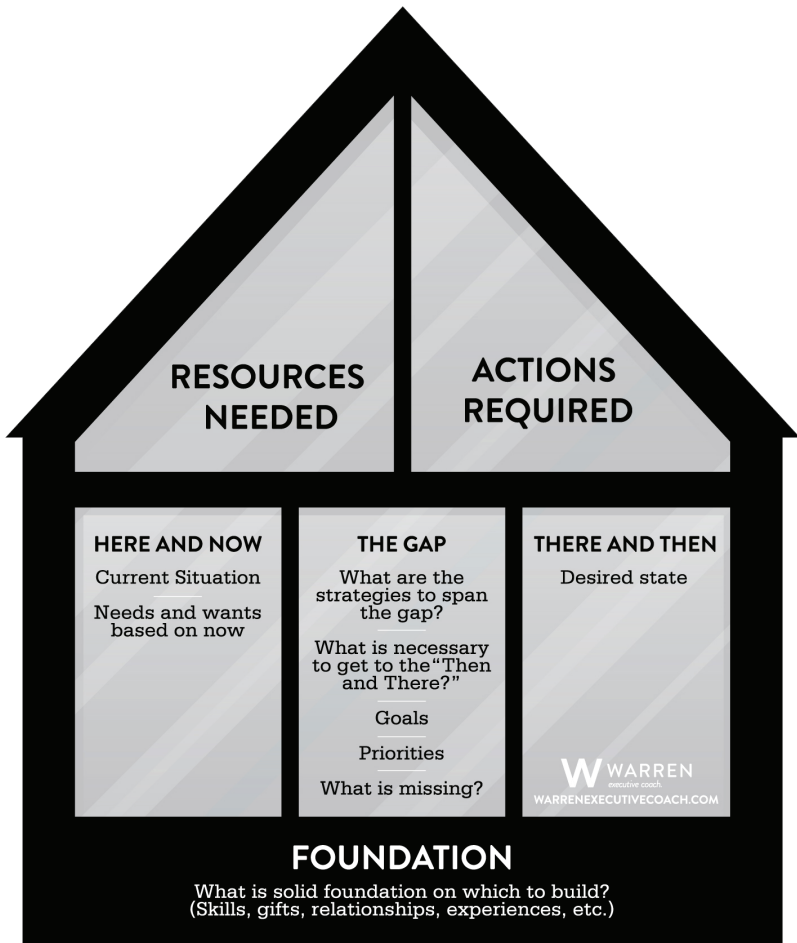 RESOURCES
NEEDED
ACTIONS
REQUIRED
HERE AND NOW
Current Situation
Needs and wants
based on now
THE GAP
What are the
strategies to span
the gap?
What is necessary
to get to the“Then
and There?”
Goals
Priorities
What is missing?
THERE AND THEN
Desired state
W WARREN
executive coach.
WARRENEXECUTIVECOACH.COM
FOUNDATION
What is solid foundation on which to build?
(Skills, gifts, relationships, experiences, etc.)